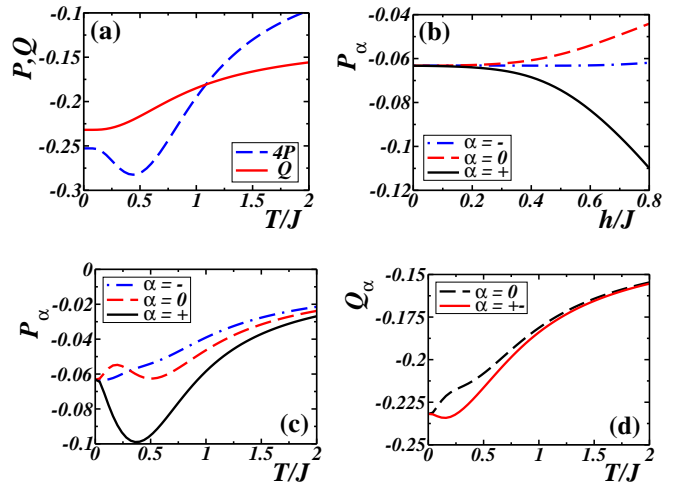 -0.1
-0.15
-0.2
-0.25
-0.3
P,Q
(a)
4P
Q
0 0.5 1 1.5 2
T/J
-0.04
-0.06
-0.08
-0.1
-0.12
Pα
(b)
α = -
α = 0
α = +
0 0.2 0.4 0.6 0.8
h/J
0
-0.02
-0.04
-0.06
-0.08
-0.1
Pα
α = -
α = 0
α = +
(c)
0 0.5 1 1.5 2
T/J
-0.15
-0.175
-0.2
-0.225
-0.25
Qα
α = 0
α = +-
(d)
0 0.5 1 1.5 2
T/J